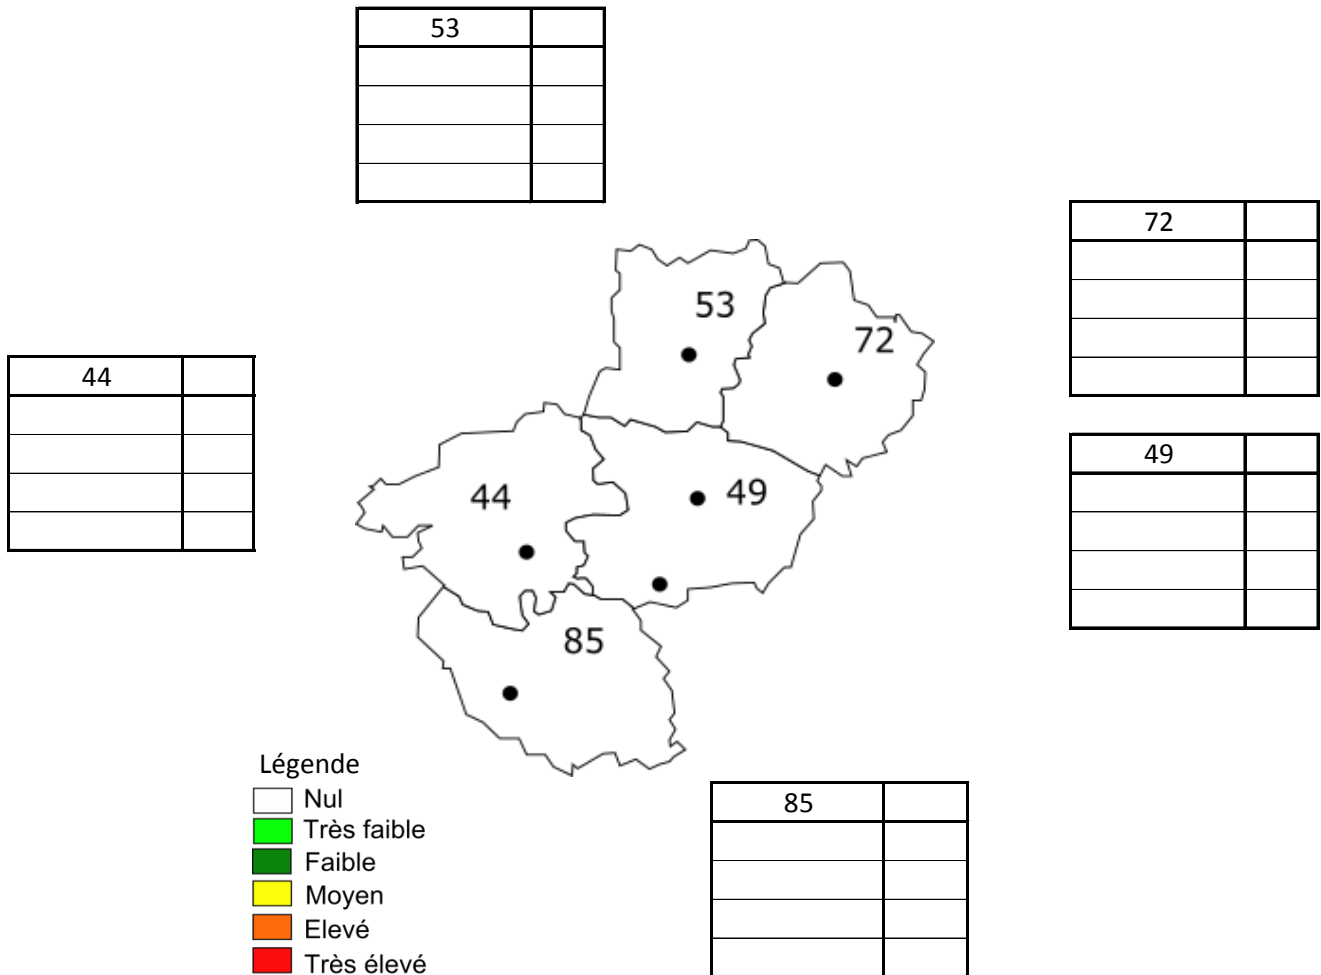 53
72
44
49
53
72
44
49
85
Légende
Nul
Très faible
Faible
Moyen
Elevé
Très élevé
85